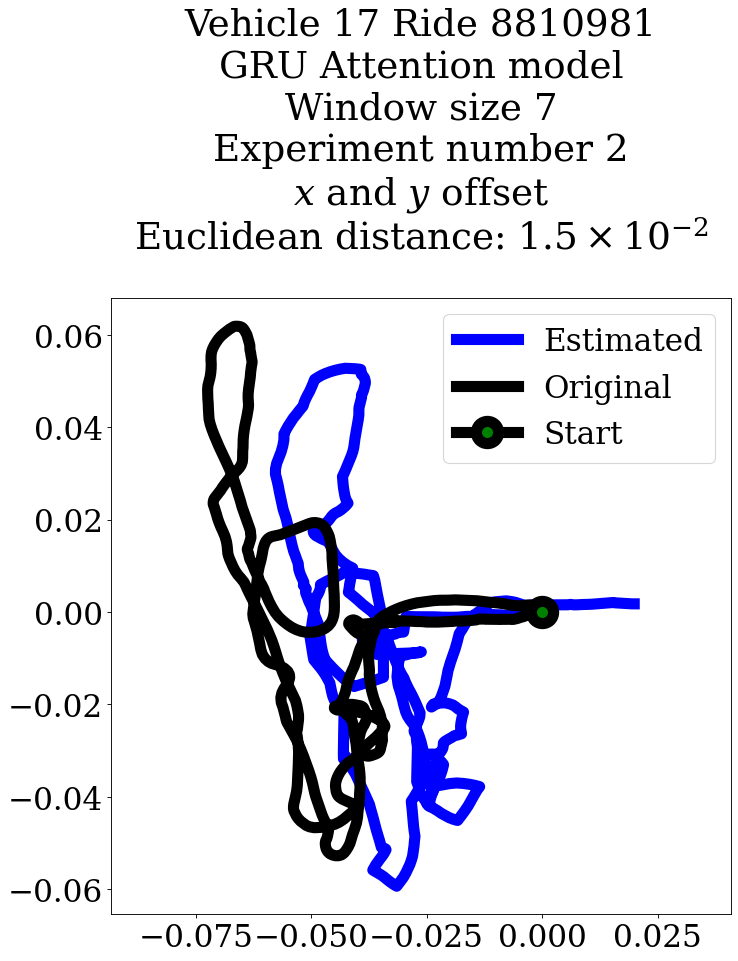 Vehicle 17 Ride 8810981
GRU Attention model
Window size 7
Experiment number 2
x and y offset
Euclidean distance: 1.5 × 10⁻²
Estimated
Original
Start
0.06
0.04
0.02
0.00
−0.02
−0.04
−0.06
−0.075 −0.050 −0.025 0.000 0.025